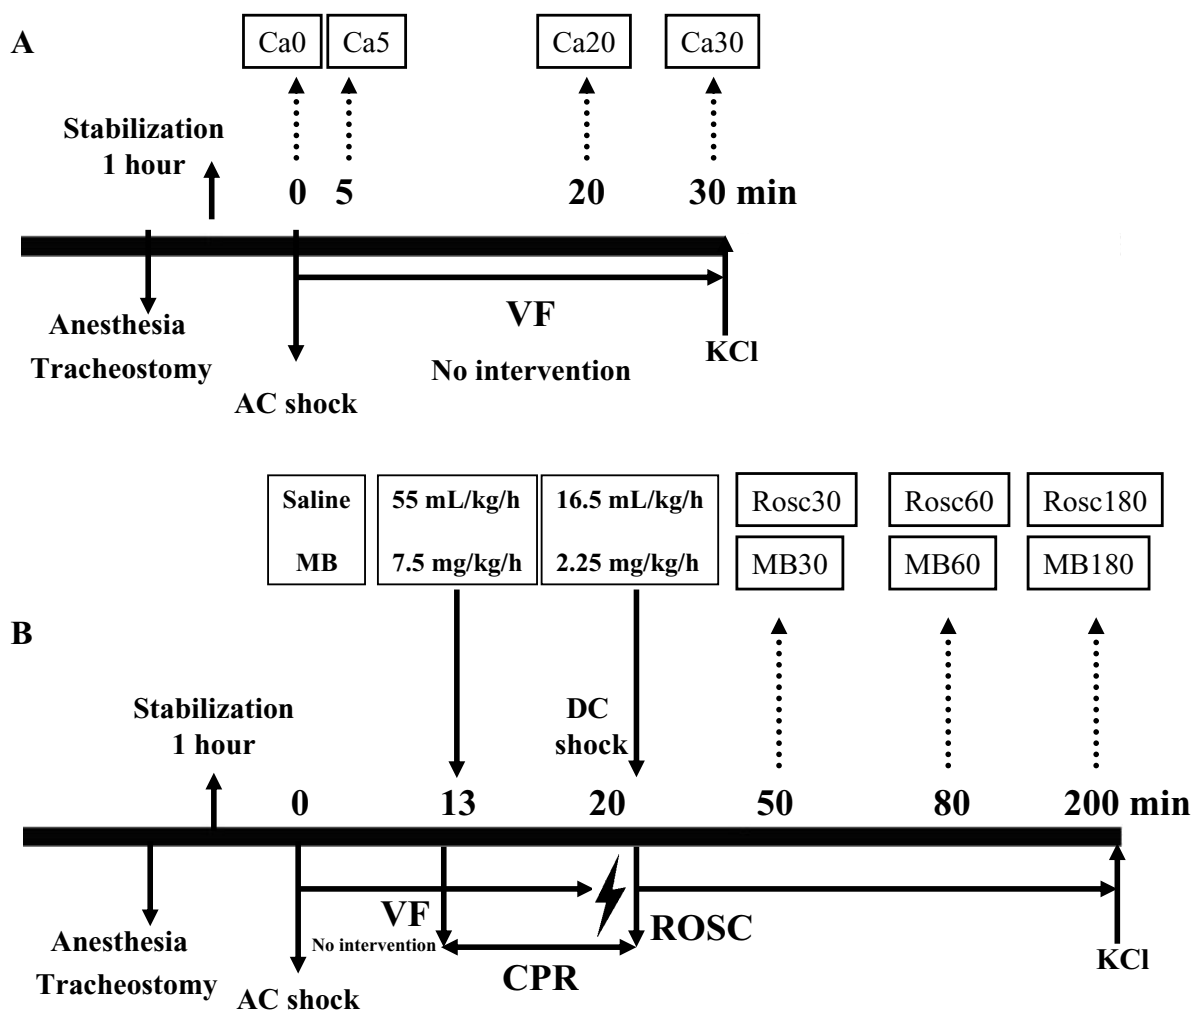 A
Ca0 Ca5 Ca20 Ca30
Stabilization
1 hour
0 5 20 30 min
VF
Anesthesia
Tracheostomy
No intervention
KCl
AC shock
Saline 55 mL/kg/h 16.5 mL/kg/h Rosc30 Rosc60 Rosc180
MB 7.5 mg/kg/h 2.25 mg/kg/h MB30 MB60 MB180
B
Stabilization
1 hour
DC
shock
0 13 20 50 80 200 min
VF
No intervention
ROSC
CPR
Anesthesia
Tracheostomy
KCl
AC shock